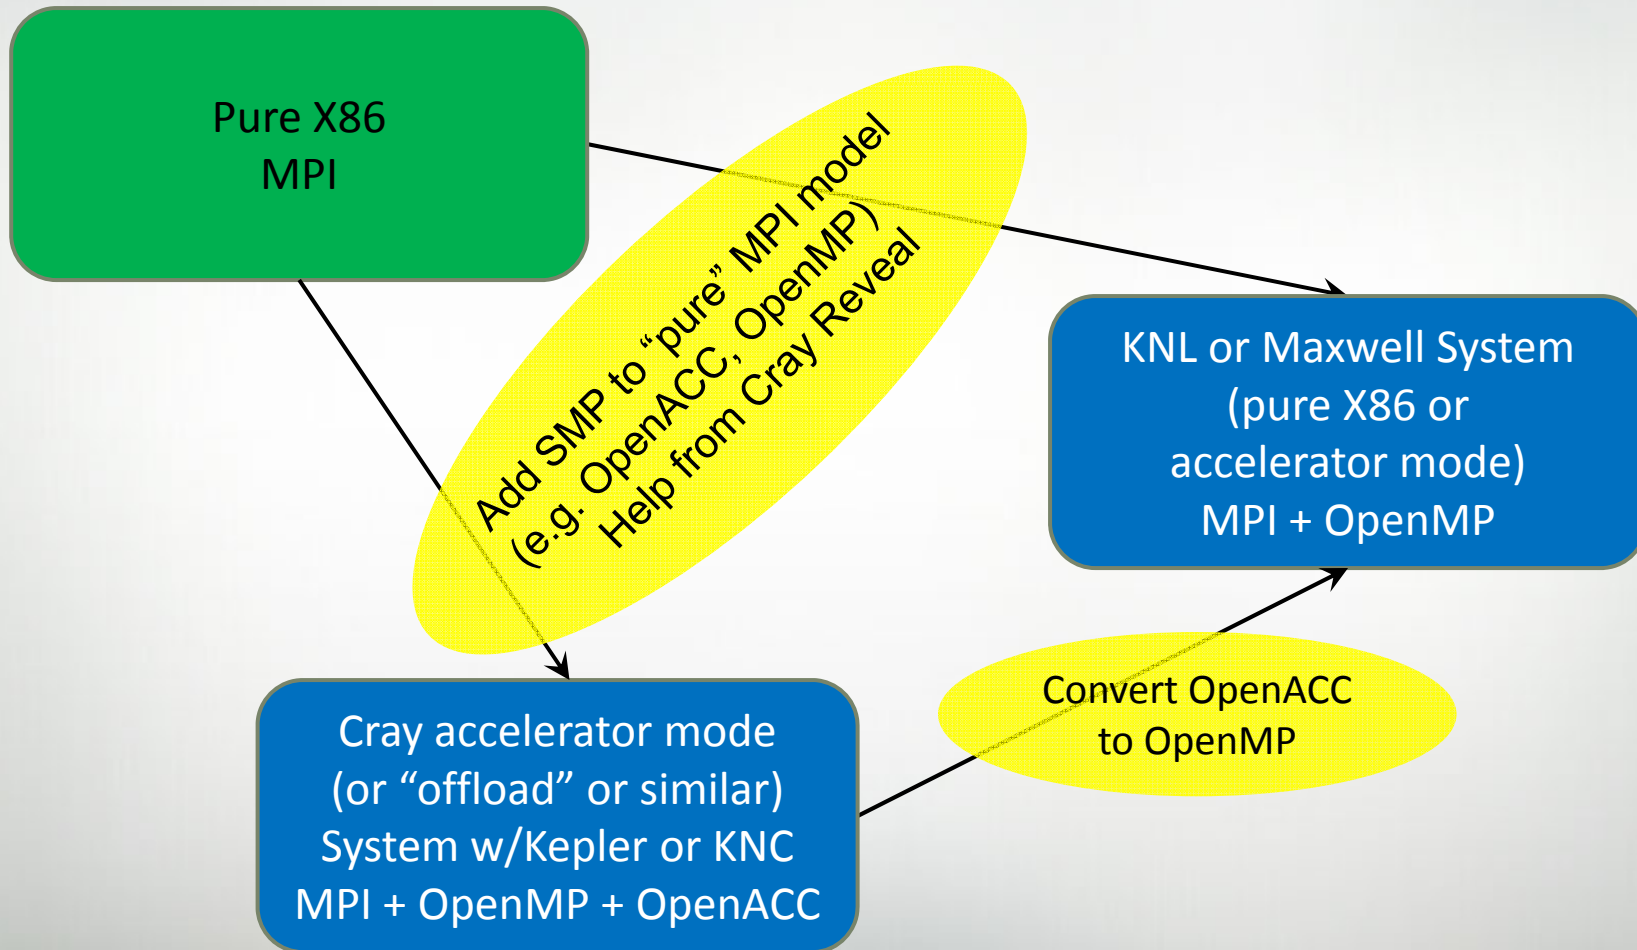 Pure X86
MPI
Add SMP to “pure” MPI model
(e.g. OpenACC, OpenMP)
Help from Cray Reveal
KNL or Maxwell System
(pure X86 or
accelerator mode)
MPI + OpenMP
Convert OpenACC
to OpenMP
Cray accelerator mode
(or “offload” or similar)
System w/Kepler or KNC
MPI + OpenMP + OpenACC